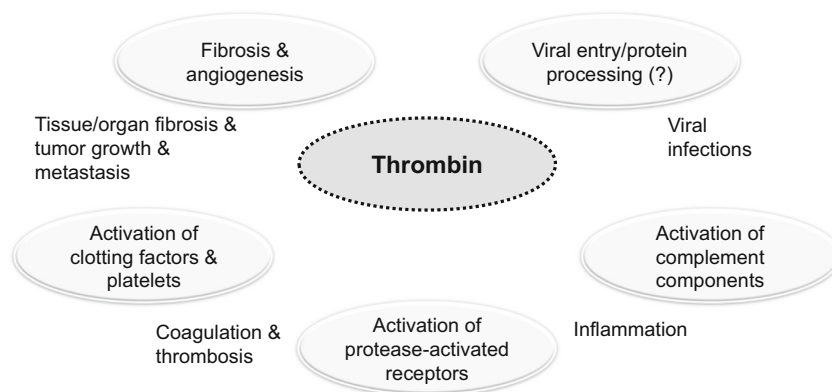 Fibrosis &
angiogenesis
Viral entry/protein
processing (?)
Tissue/organ fibrosis &
tumor growth &
metastasis
Thrombin
Viral
infections
Activation of
clotting factors &
platelets
Activation of
complement
components
Coagulation &
thrombosis
Activation of
protease-activated
receptors
Inflammation